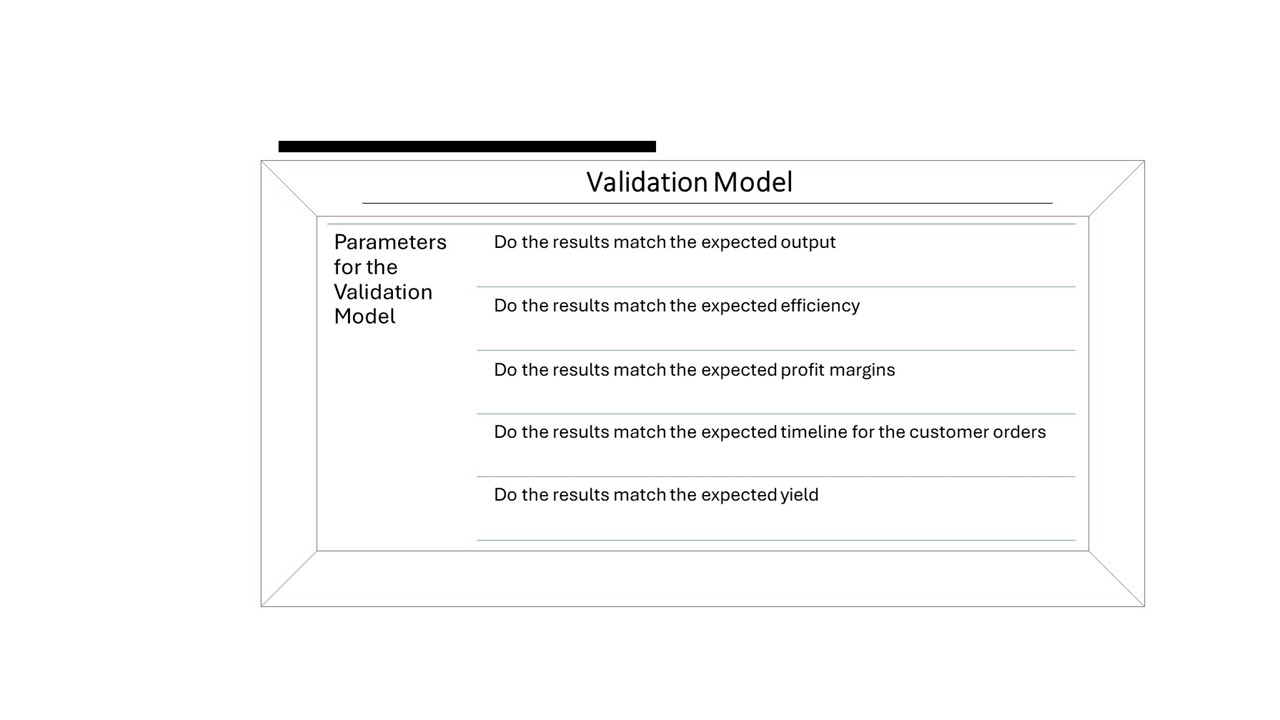 Validation Model
Parameters
for the
Validation
Model
Do the results match the expected output
Do the results match the expected efficiency
Do the results match the expected profit margins
Do the results match the expected timeline for the customer orders
Do the results match the expected yield